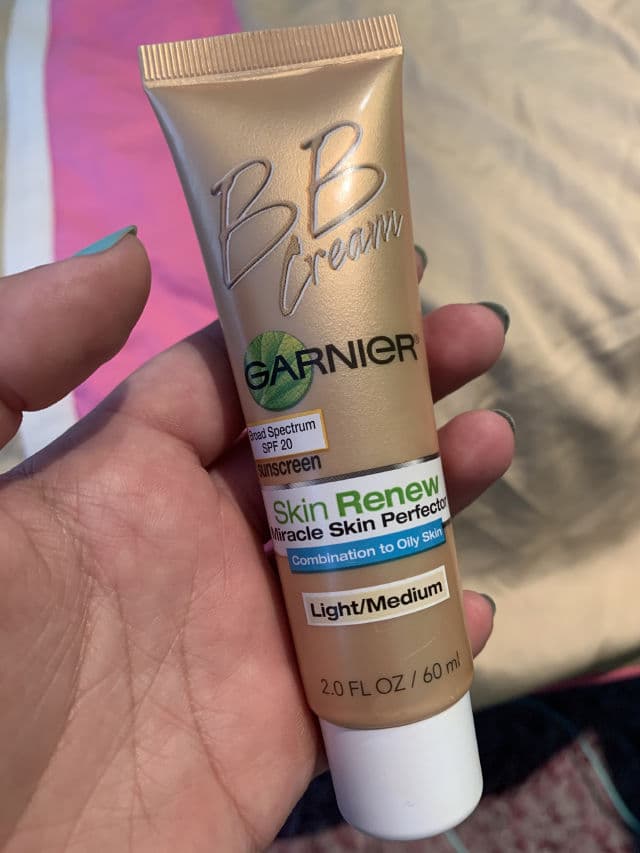 BB
Cream
GARNIER®
Broad Spectrum
SPF 20
sunscreen
Skin Renew
Miracle Skin Perfector
Combination to Oily Skin
Light/Medium
2.0 FL OZ / 60 ml